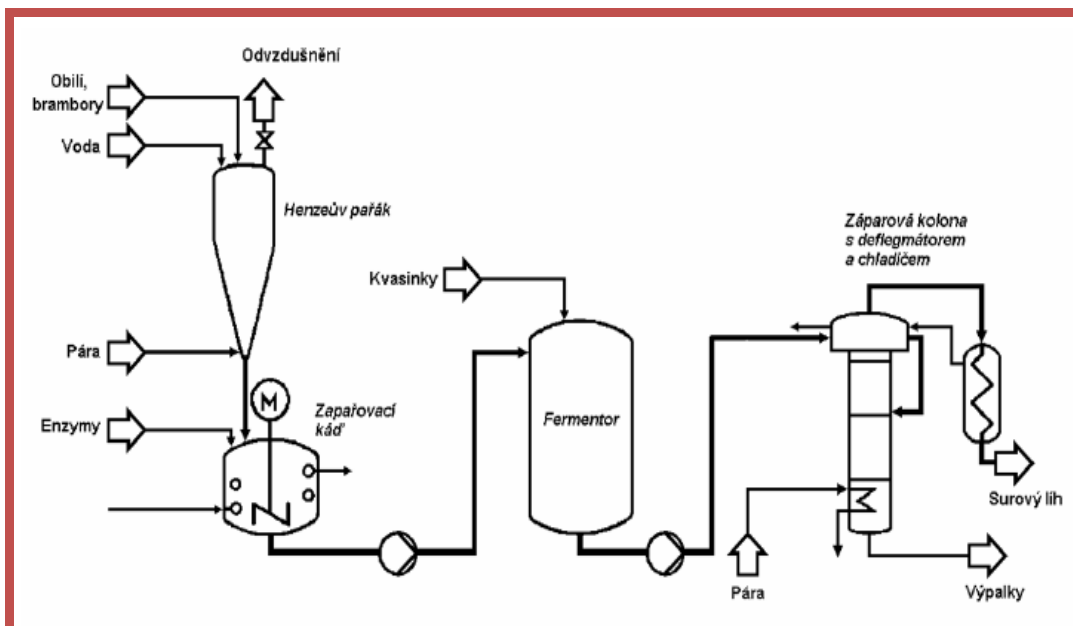 Odvzdušnění
Obilí,
brambory
Voda
Henzeův pařák
Pára
Enzymy
M
Zapařovací
káď
Kvasinky
Fermentor
Záparová kolona
s deflegmátorem
a chladičem
Surový líh
Pára
Výpalky